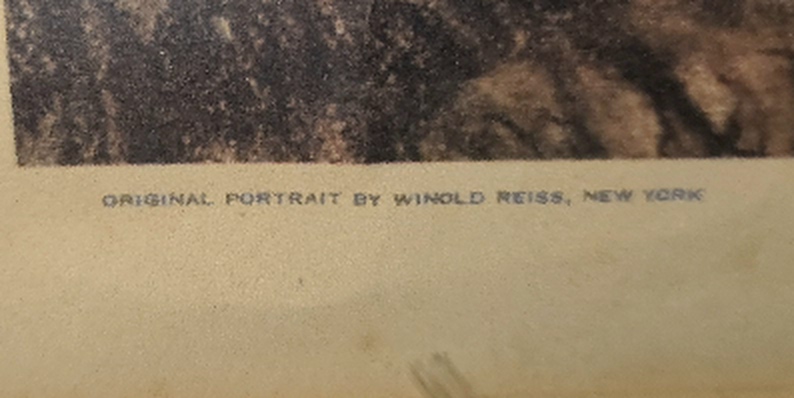 ORIGINAL PORTRAIT BY WINOLD REISS, NEW YORK